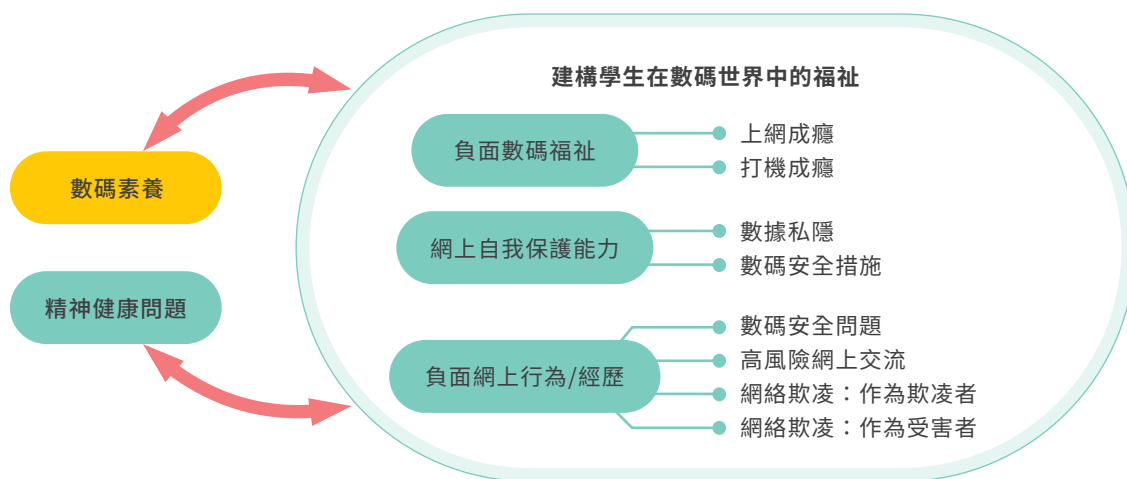 建構學生在數碼世界中的福祉
數碼素養
精神健康問題
負面數碼福祉
上網成癮
打機成癮
網上自我保護能力
數據私隱
數碼安全措施
負面網上行為/經歷
數碼安全問題
高風險網上交流
網絡欺凌：作為欺凌者
網絡欺凌：作為受害者